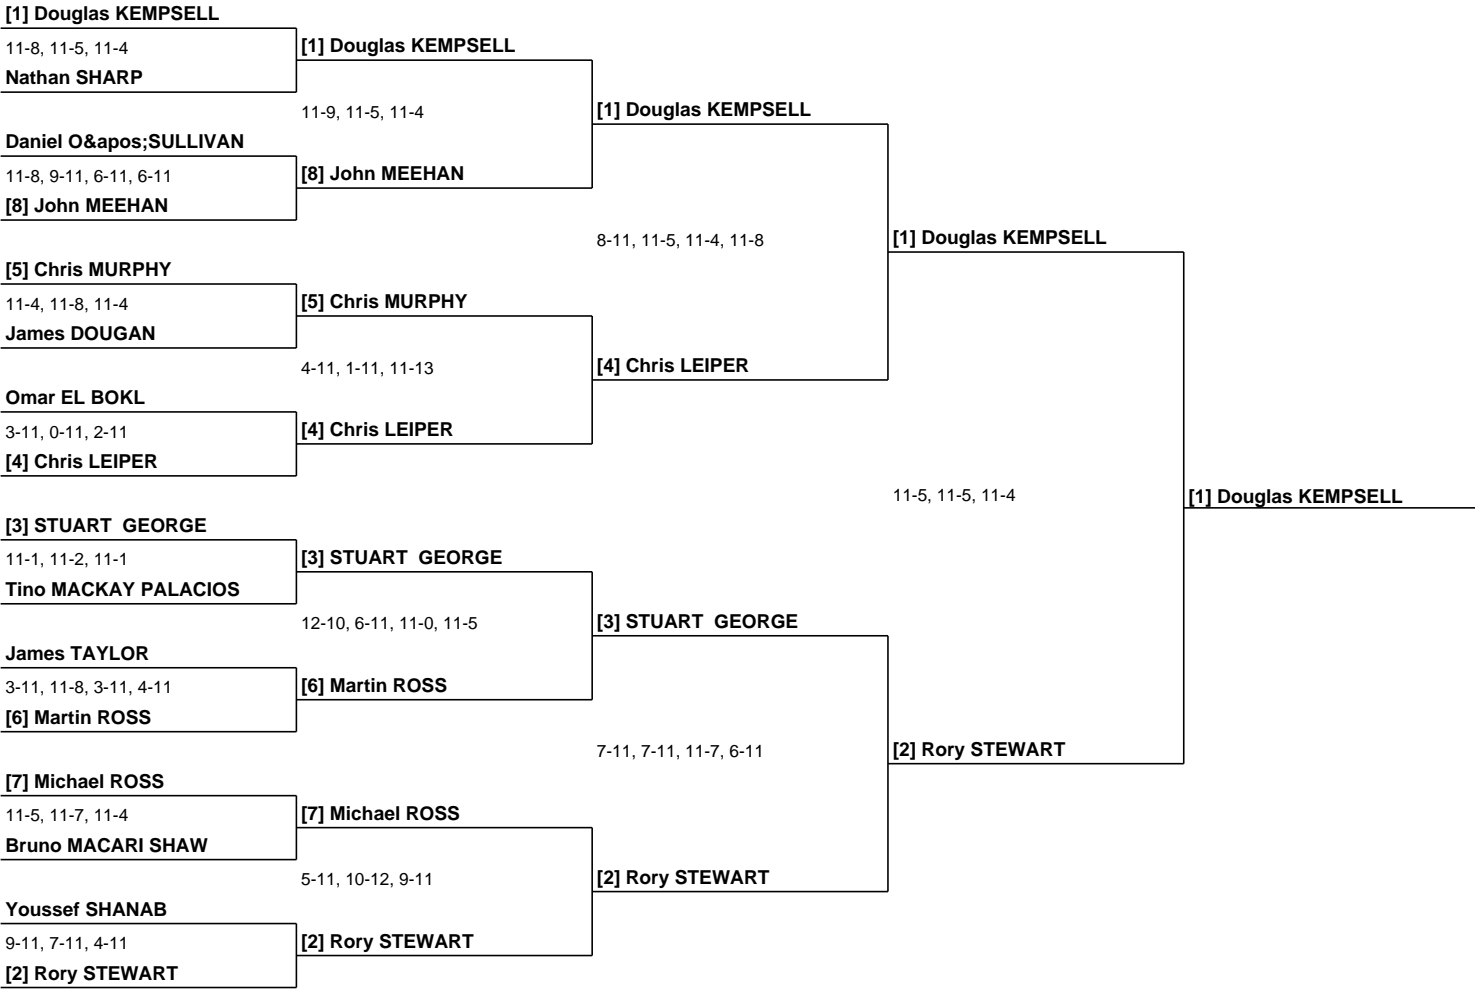 [1] Douglas KEMPSELL
11-8, 11-5, 11-4
Nathan SHARP
Daniel O&apos;SULLIVAN
11-8, 9-11, 6-11, 6-11
[8] John MEEHAN
[5] Chris MURPHY
11-4, 11-8, 11-4
James DOUGAN
Omar EL BOKL
3-11, 0-11, 2-11
[4] Chris LEIPER
[3] STUART  GEORGE
11-1, 11-2, 11-1
Tino MACKAY PALACIOS
James TAYLOR
3-11, 11-8, 3-11, 4-11
[6] Martin ROSS
[7] Michael ROSS
11-5, 11-7, 11-4
Bruno MACARI SHAW
Youssef SHANAB
9-11, 7-11, 4-11
[2] Rory STEWART
[1] Douglas KEMPSELL
11-9, 11-5, 11-4
[8] John MEEHAN
[5] Chris MURPHY
4-11, 1-11, 11-13
[4] Chris LEIPER
[3] STUART  GEORGE
12-10, 6-11, 11-0, 11-5
[6] Martin ROSS
[7] Michael ROSS
5-11, 10-12, 9-11
[2] Rory STEWART
[1] Douglas KEMPSELL
8-11, 11-5, 11-4, 11-8
[4] Chris LEIPER
[3] STUART  GEORGE
7-11, 7-11, 11-7, 6-11
[2] Rory STEWART
[1] Douglas KEMPSELL
11-5, 11-5, 11-4
[2] Rory STEWART
[1] Douglas KEMPSELL